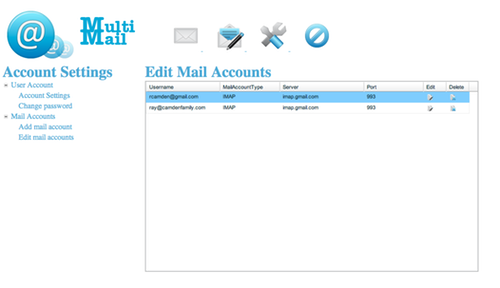 @
Multi
Mail
Account Settings
User Account
Account Settings
Change password
Mail Accounts
Add mail account
Edit mail accounts
Edit Mail Accounts
Username MailAccountType Server Port Edit Delete
rcamden@gmail.com IMAP imap.gmail.com 993
ray@camdenfamily.com IMAP imap.gmail.com 993